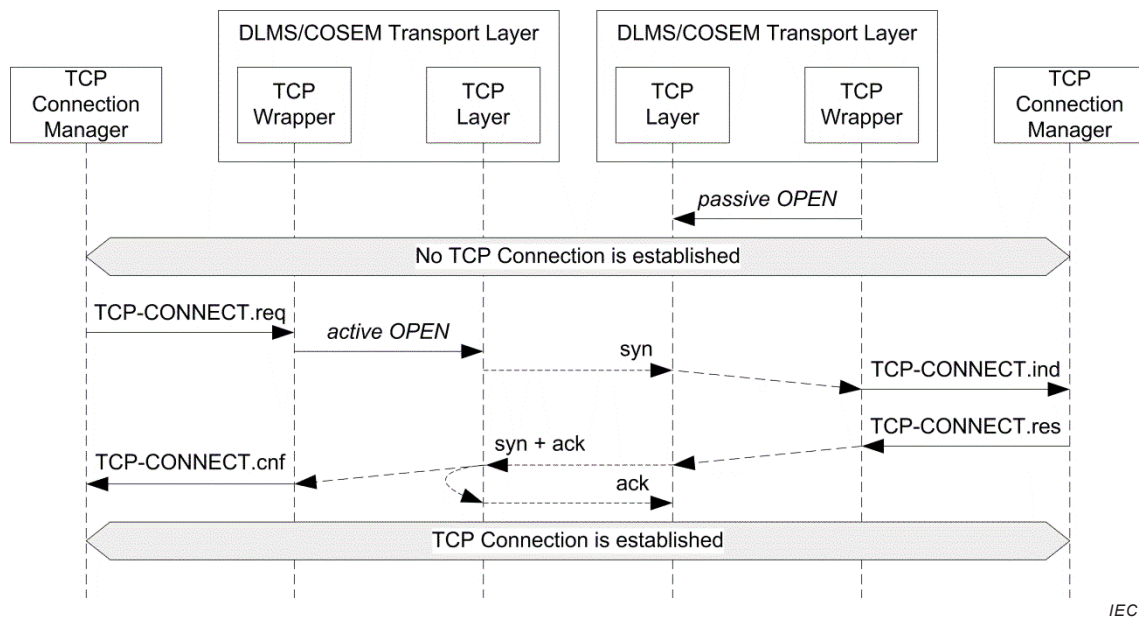 DLMS/COSEM Transport Layer
DLMS/COSEM Transport Layer
TCP
Connection
Manager
TCP
Wrapper
TCP
Layer
TCP
Layer
TCP
Wrapper
TCP
Connection
Manager
passive OPEN
No TCP Connection is established
TCP-CONNECT.req
active OPEN
syn
TCP-CONNECT.ind
TCP-CONNECT.res
syn + ack
TCP-CONNECT.cnf
ack
TCP Connection is established
IEC